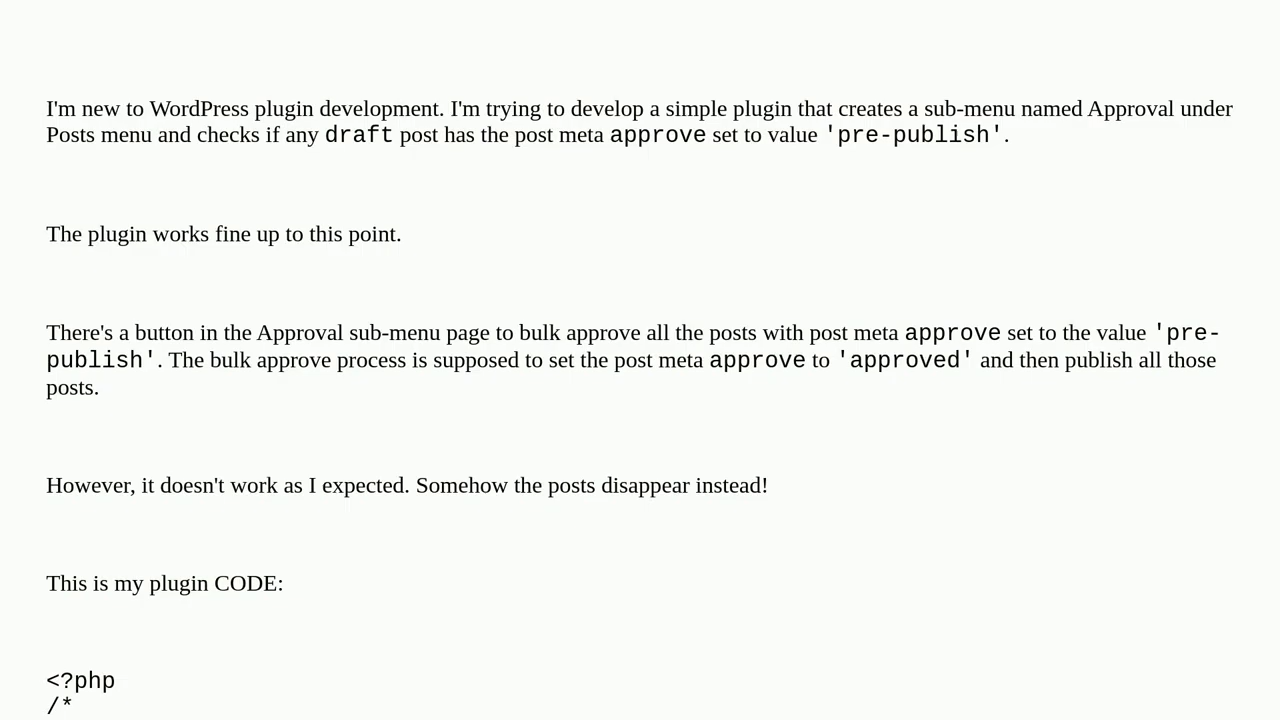 I'm new to WordPress plugin development. I'm trying to develop a simple plugin that creates a sub-menu named Approval under
Posts menu and checks if any draft post has the post meta approve set to value 'pre-publish'.
The plugin works fine up to this point.
There's a button in the Approval sub-menu page to bulk approve all the posts with post meta approve set to the value 'pre-
publish'. The bulk approve process is supposed to set the post meta approve to 'approved' and then publish all those
posts.
However, it doesn't work as I expected. Somehow the posts disappear instead!
This is my plugin CODE:
<?php
/*